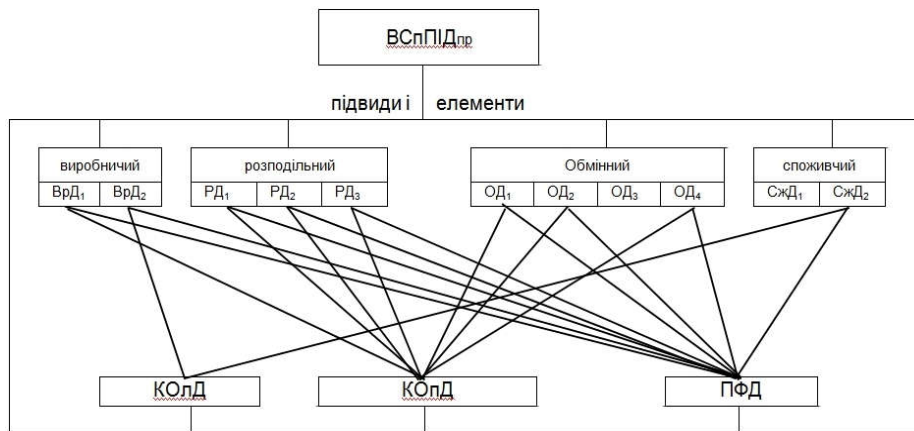 ВСпПІДпр
підвиди і елементи
виробничий розподільний Обмінний споживчий
ВрД₁ ВрД₂ РД₁ РД₂ РД₃ ОД₁ ОД₂ ОД₃ ОД₄ СжД₁ СжД₂
КОлД КОпД ПФД